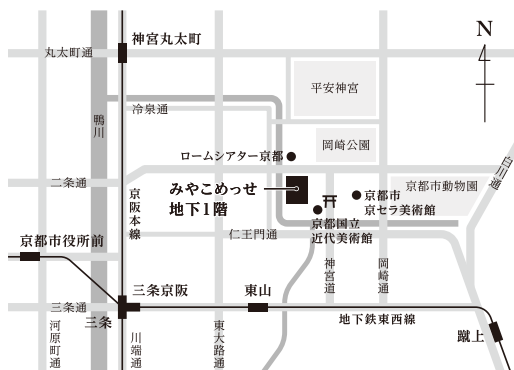 神宮丸太町
N
丸太町通
平安神宮
冷泉通
鴨川
岡崎公園
ロームシアター京都
白川通
二条通
みやこめっせ
地下1階
京都市動物園
京都市
京セラ美術館
京阪本線
京都国立
近代美術館
仁王門通
京都市役所前
神宮道
岡崎通
三条京阪
東山
三条通
三条
地下鉄東西線
蹴上
河原町通
川端通
東大路通